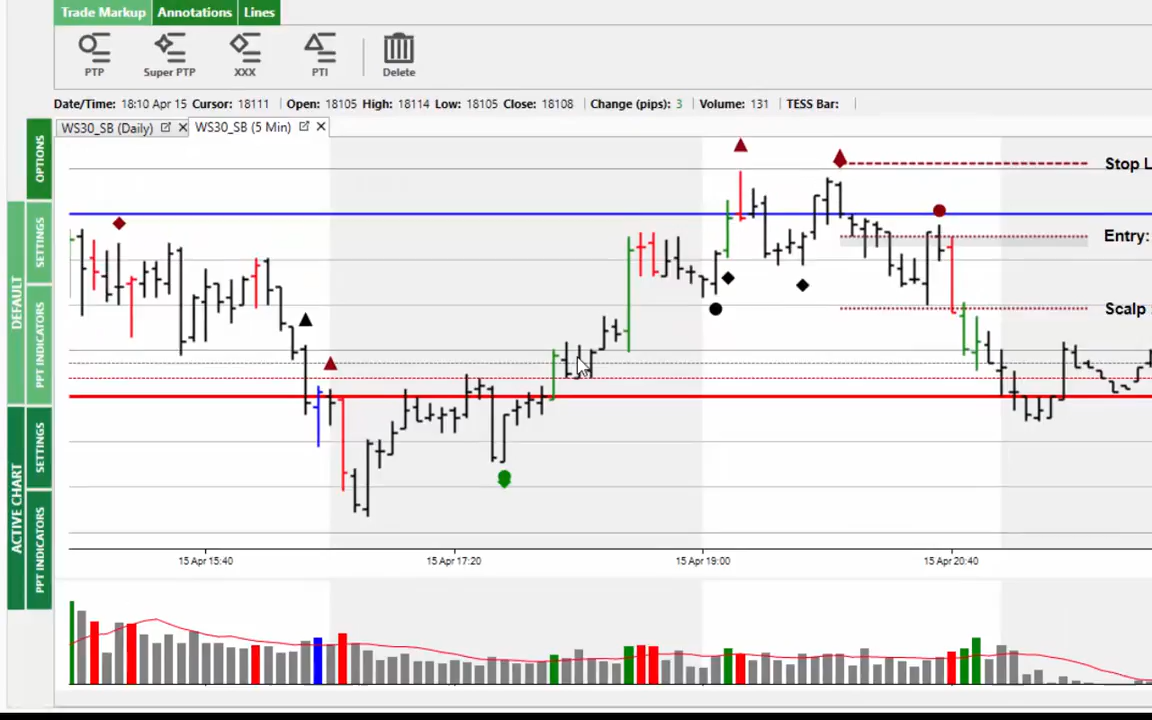 Trade Markup Annotations Lines
PTP Super PTP XXX PTI Delete
Date/Time: 18:10 Apr 15 Cursor: 18111 Open: 18105 High: 18114 Low: 18105 Close: 18108 Change (pips): 3 Volume: 131 TESS Bar:
WS30_SB (Daily) WS30_SB (5 Min)
OPTIONS
DEFAULT
SETTINGS
PPT INDICATORS
ACTIVE CHART
SETTINGS
PPT INDICATORS
Stop L
Entry:
Scalp
15 Apr 15:40 15 Apr 17:20 15 Apr 19:00 15 Apr 20:40